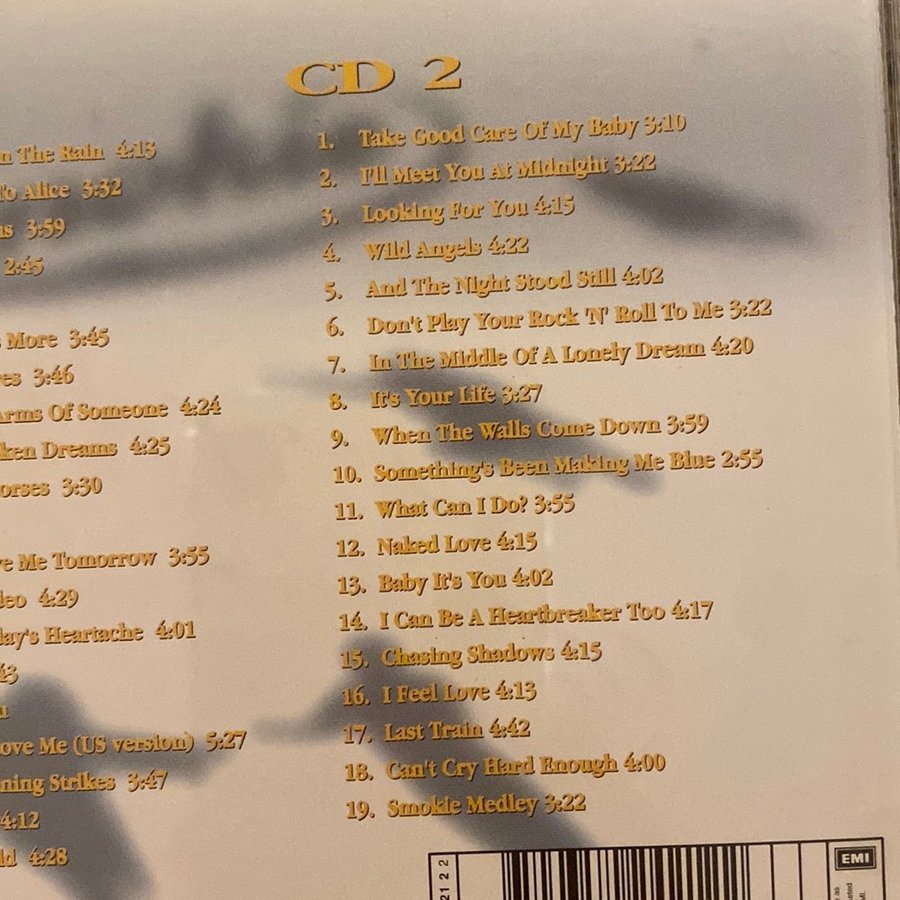 n The Rain 4:13
To Alice 3:32
ns 3:59
2:45
s More 3:45
res 3:46
Arms Of Someone 4:24
ken Dreams 4:25
orses 3:30
ve Me Tomorrow 3:55
deo 4:29
day's Heartache 4:01
43
ove Me (US version) 5:27
ning Strikes 3:47
4:12
ld 4:28
CD 2
1. Take Good Care Of My Baby 3:10
2. I'll Meet You At Midnight 3:22
3. Looking For You 4:15
4. Wild Angels 4:22
5. And The Night Stood Still 4:02
6. Don't Play Your Rock 'N' Roll To Me 3:22
7. In The Middle Of A Lonely Dream 4:20
8. It's Your Life 3:27
9. When The Walls Come Down 3:59
10. Something's Been Making Me Blue 2:55
11. What Can I Do? 3:55
12. Naked Love 4:15
13. Baby It's You 4:02
14. I Can Be A Heartbreaker Too 4:17
15. Chasing Shadows 4:15
16. I Feel Love 4:13
17. Last Train 4:42
18. Can't Cry Hard Enough 4:00
19. Smokie Medley 3:22
21 2 2
EMI